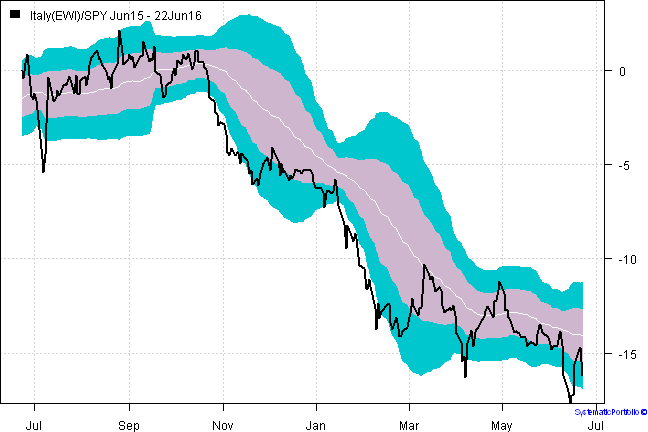 Italy(EWI)/SPY Jun15 - 22Jun16
0
-5
-10
-15
SystematicPortfolio ©
Jul Sep Nov Jan Mar May Jul